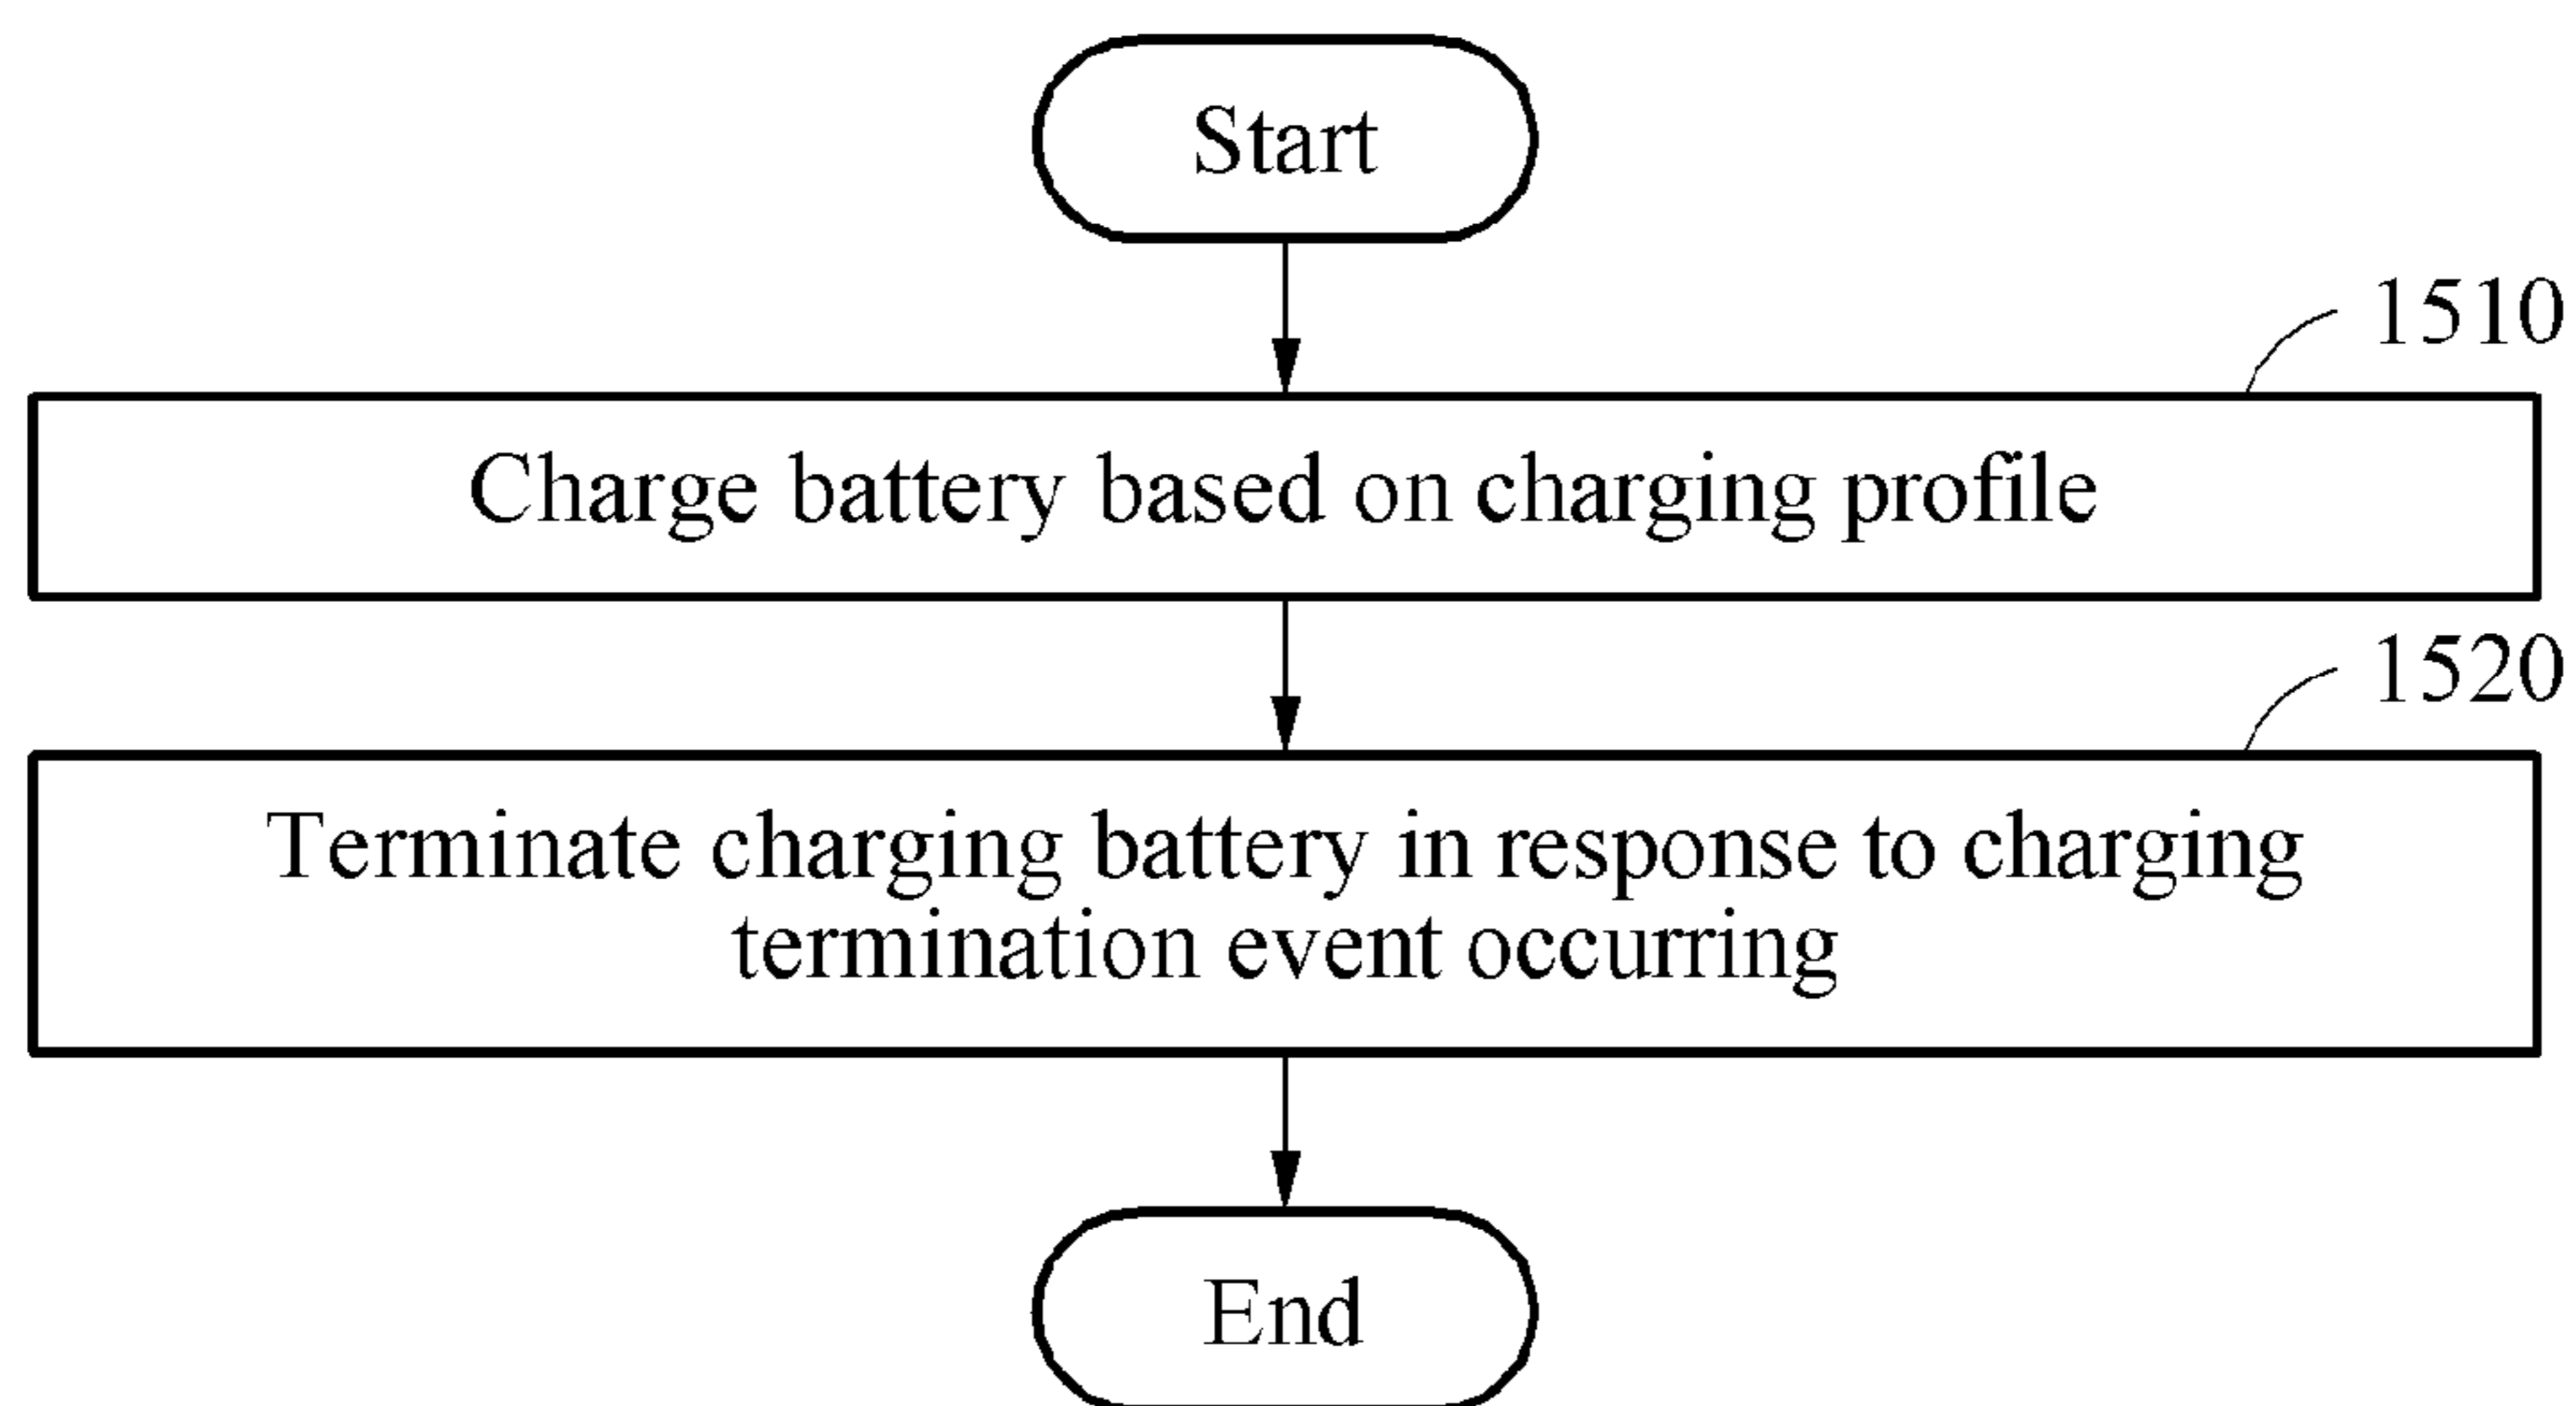 Start
1510
Charge battery based on charging profile
1520
Terminate charging battery in response to charging
termination event occurring
End